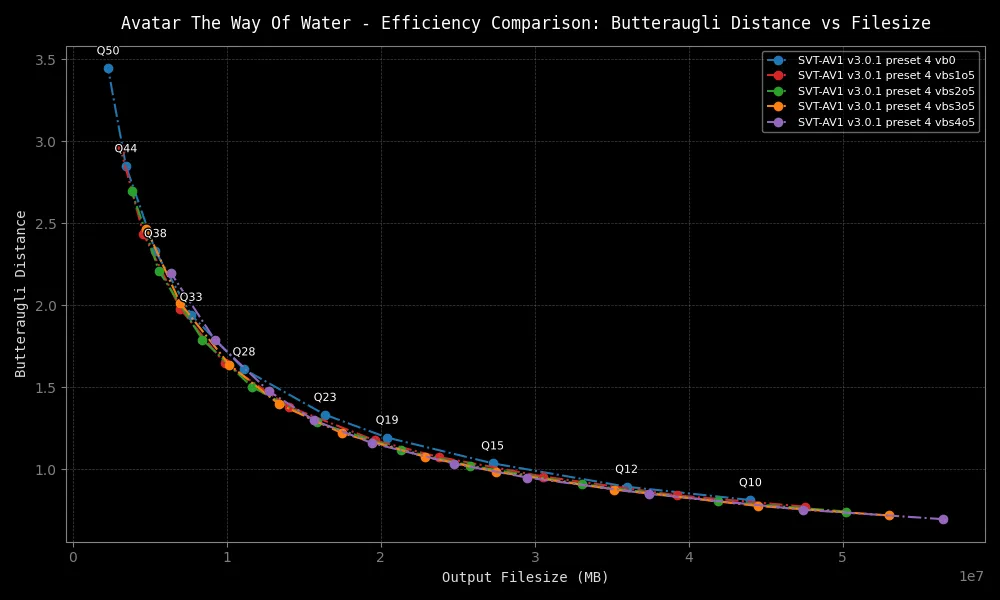 Avatar The Way Of Water - Efficiency Comparison: Butteraugli Distance vs Filesize
SVT-AV1 v3.0.1 preset 4 vb0
SVT-AV1 v3.0.1 preset 4 vbs1o5
SVT-AV1 v3.0.1 preset 4 vbs2o5
SVT-AV1 v3.0.1 preset 4 vbs3o5
SVT-AV1 v3.0.1 preset 4 vbs4o5
Butteraugli Distance
3.5
3.0
2.5
2.0
1.5
1.0
Q50
Q44
Q38
Q33
Q28
Q23
Q19
Q15
Q12
Q10
0 1 2 3 4 5
1e7
Output Filesize (MB)